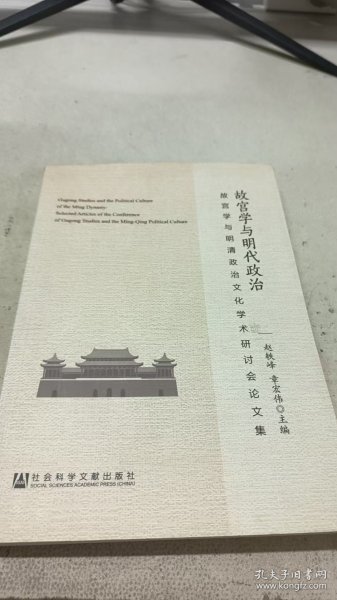 Gugong Studies and the Political Culture
of the Ming Dynasty:
Selected Articles of the Conference
of Gugong Studies and the Ming-Qing Political Culture
故宫学与明代政治
故宫学与明清政治文化学术研讨会论文集
赵轶峰 章宏伟 主编
社会科学文献出版社
SOCIAL SCIENCES ACADEMIC PRESS (CHINA)
孔夫子旧书网
www.kongfz.com